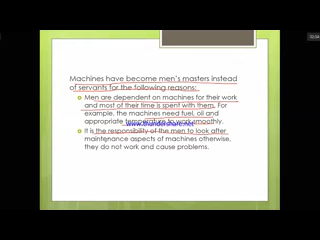 Machines have become men's masters instead
of servants for the following reasons:
Men are dependent on machines for their work
and most of their time is spent with them. For
example, the machines need fuel, oil and
appropriate temperature to work smoothly.
It is the responsibility of the men to look after
maintenance aspects of machines otherwise,
they do not work and cause problems.